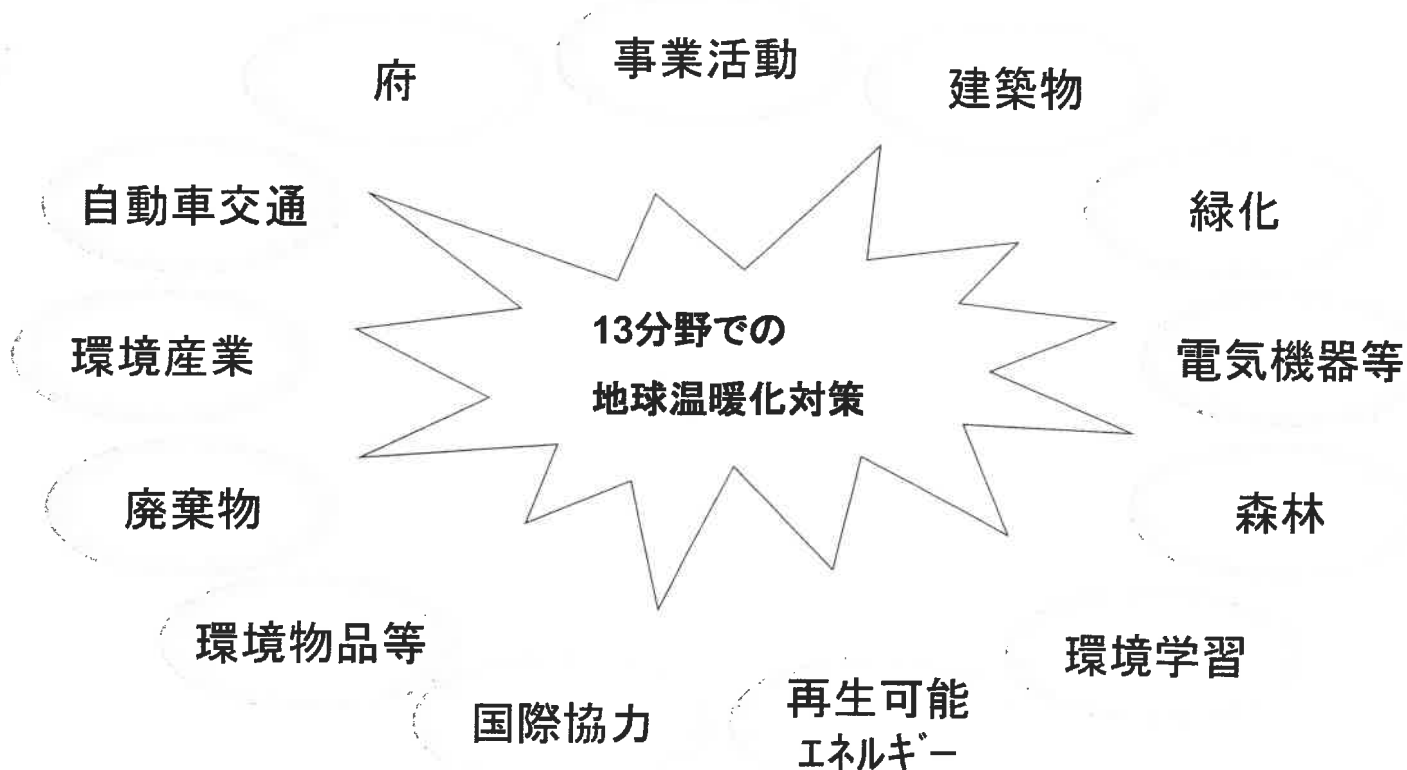 事業活動
府
建築物
自動車交通
緑化
13分野での
地球温暖化対策
環境産業
電気機器等
廃棄物
森林
環境物品等
環境学習
国際協力
再生可能
エネルギー